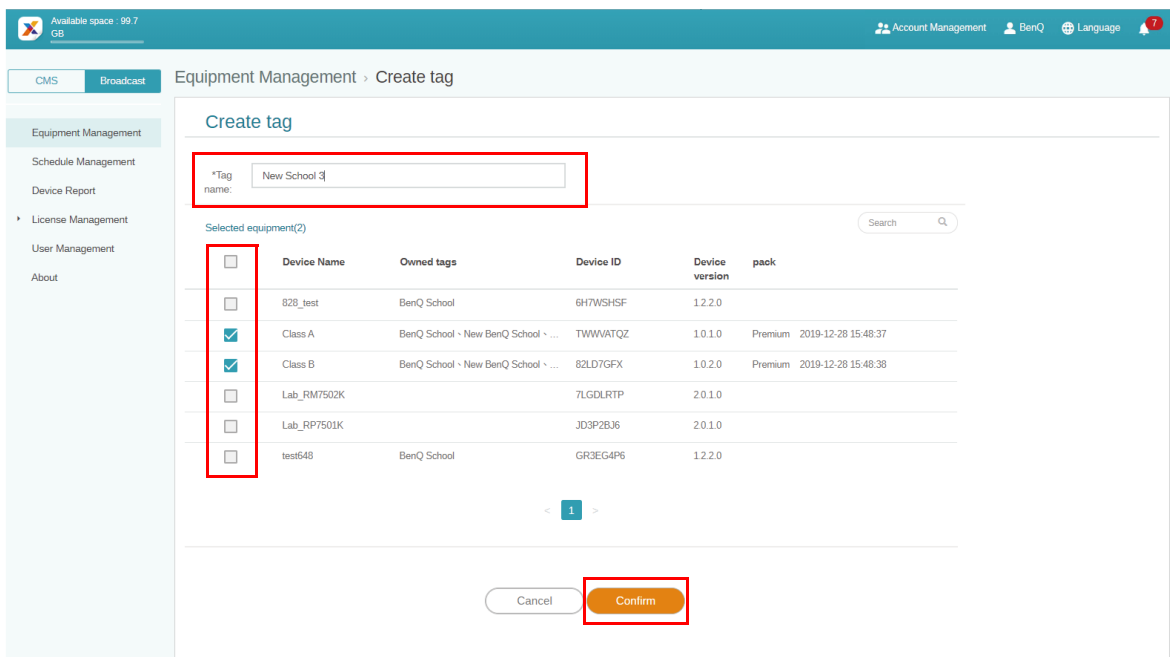 Available space : 99.7
GB
Account Management BenQ Language 7
CMS Broadcast
Equipment Management › Create tag
Equipment Management
Schedule Management
Device Report
License Management
User Management
About
Create tag
*Tag
name:
New School 3
Selected equipment(2)
Search
Device Name Owned tags Device ID Device
version pack
828_test BenQ School 6H7WSHSF 1.2.2.0
Class A BenQ School、New BenQ School、... TWWVATQZ 1.0.1.0 Premium 2019-12-28 15:48:37
Class B BenQ School、New BenQ School、... 82LD7GFX 1.0.2.0 Premium 2019-12-28 15:48:38
Lab_RM7502K 7LGDLRTP 2.0.1.0
Lab_RP7501K JD3P2BJ6 2.0.1.0
test648 BenQ School GR3EG4P6 1.2.2.0
< 1 >
Cancel Confirm